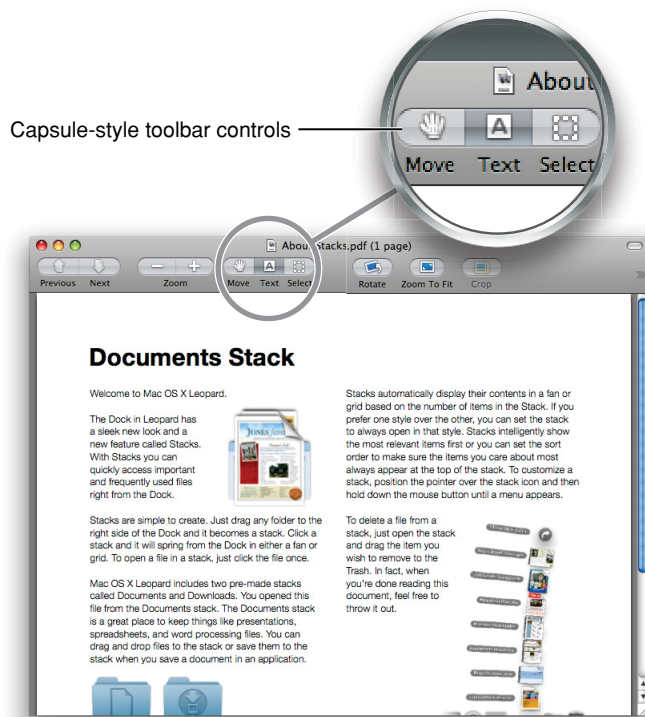 About
Capsule-style toolbar controls
Move Text Select
About Stacks.pdf (1 page)
Previous Next Zoom Move Text Select Rotate Zoom To Fit Crop
Documents Stack
Welcome to Mac OS X Leopard.
The Dock in Leopard has
a sleek new look and a
new feature called Stacks.
With Stacks you can
quickly access important
and frequently used files
right from the Dock.
Stacks are simple to create. Just drag any folder to the
right side of the Dock and it becomes a stack. Click a
stack and it will spring from the Dock in either a fan or
grid. To open a file in a stack, just click the file once.
Mac OS X Leopard includes two pre-made stacks
called Documents and Downloads. You opened this
file from the Documents stack. The Documents stack
is a great place to keep things like presentations,
spreadsheets, and word processing files. You can
drag and drop files to the stack or save them to the
stack when you save a document in an application.
Stacks automatically display their contents in a fan or
grid based on the number of items in the Stack. If you
prefer one style over the other, you can set the stack
to always open in that style. Stacks intelligently show
the most relevant items first or you can set the sort
order to make sure the items you care about most
always appear at the top of the stack. To customize a
stack, position the pointer over the stack icon and then
hold down the mouse button until a menu appears.
To delete a file from a
stack, just open the stack
and drag the item you
wish to remove to the
Trash. In fact, when
you're done reading this
document, feel free to
throw it out.